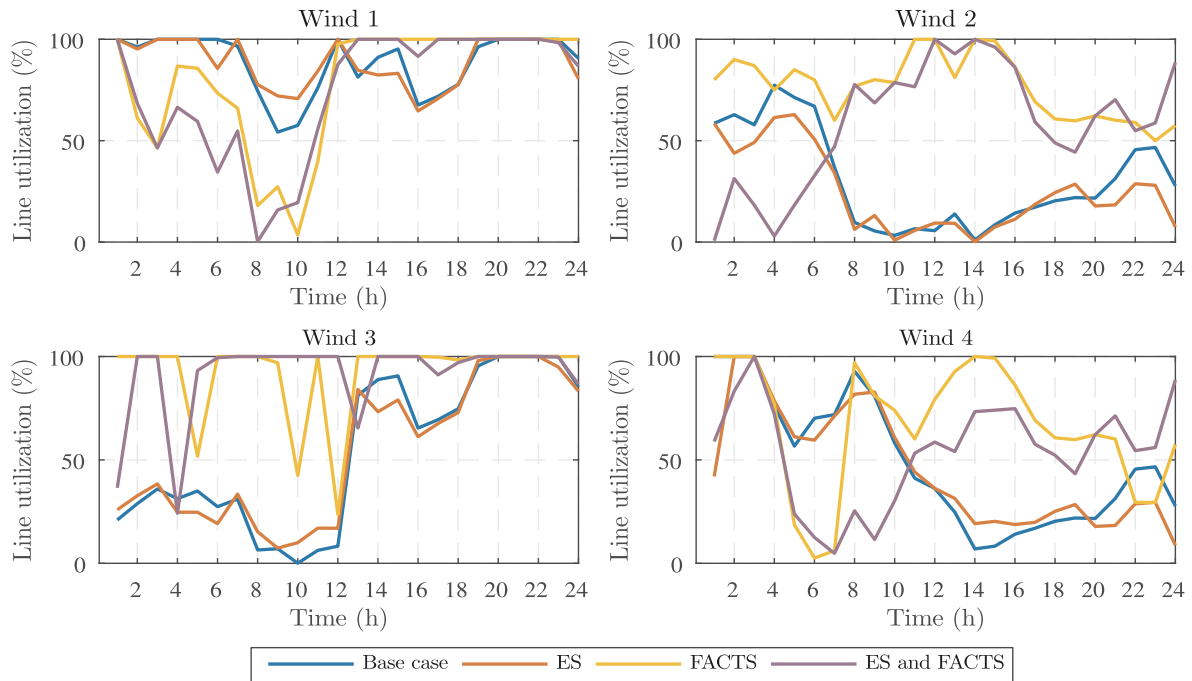 Wind 1
Line utilization (%)
100
50
0
2 4 6 8 10 12 14 16 18 20 22 24
Time (h)
Wind 2
Line utilization (%)
100
50
0
2 4 6 8 10 12 14 16 18 20 22 24
Time (h)
Wind 3
Line utilization (%)
100
50
0
2 4 6 8 10 12 14 16 18 20 22 24
Time (h)
Wind 4
Line utilization (%)
100
50
0
2 4 6 8 10 12 14 16 18 20 22 24
Time (h)
Base case ES FACTS ES and FACTS